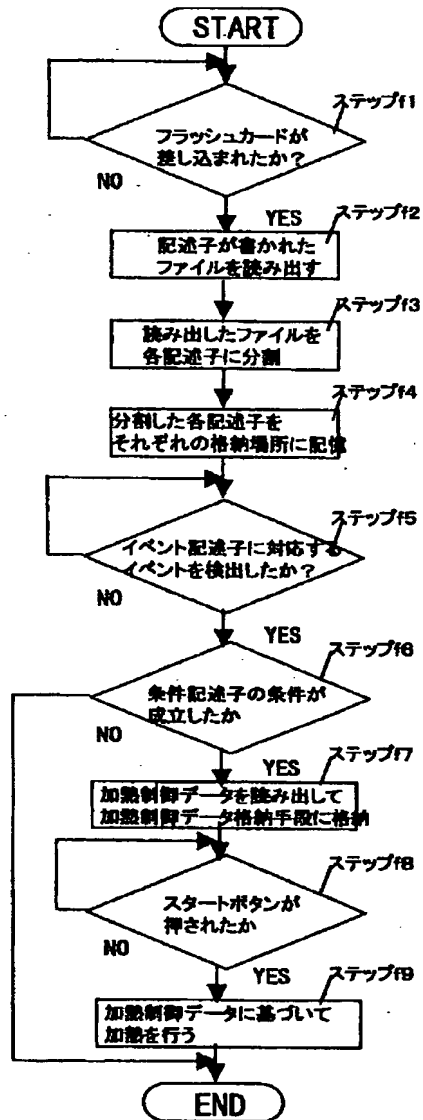 START
ステップf1
フラッシュカードが
差し込まれたか？
NO
YES
ステップf2
記述子が書かれた
ファイルを読み出す
ステップf3
読み出したファイルを
各記述子に分割
ステップf4
分割した各記述子を
それぞれの格納場所に記憶
ステップf5
イベント記述子に対応する
イベントを検出したか？
NO
YES
ステップf6
条件記述子の条件が
成立したか
NO
YES
ステップf7
加熱制御データを読み出して
加熱制御データ格納手段に格納
ステップf8
スタートボタンが
押されたか
NO
YES
ステップf9
加熱制御データに基づいて
加熱を行う
END